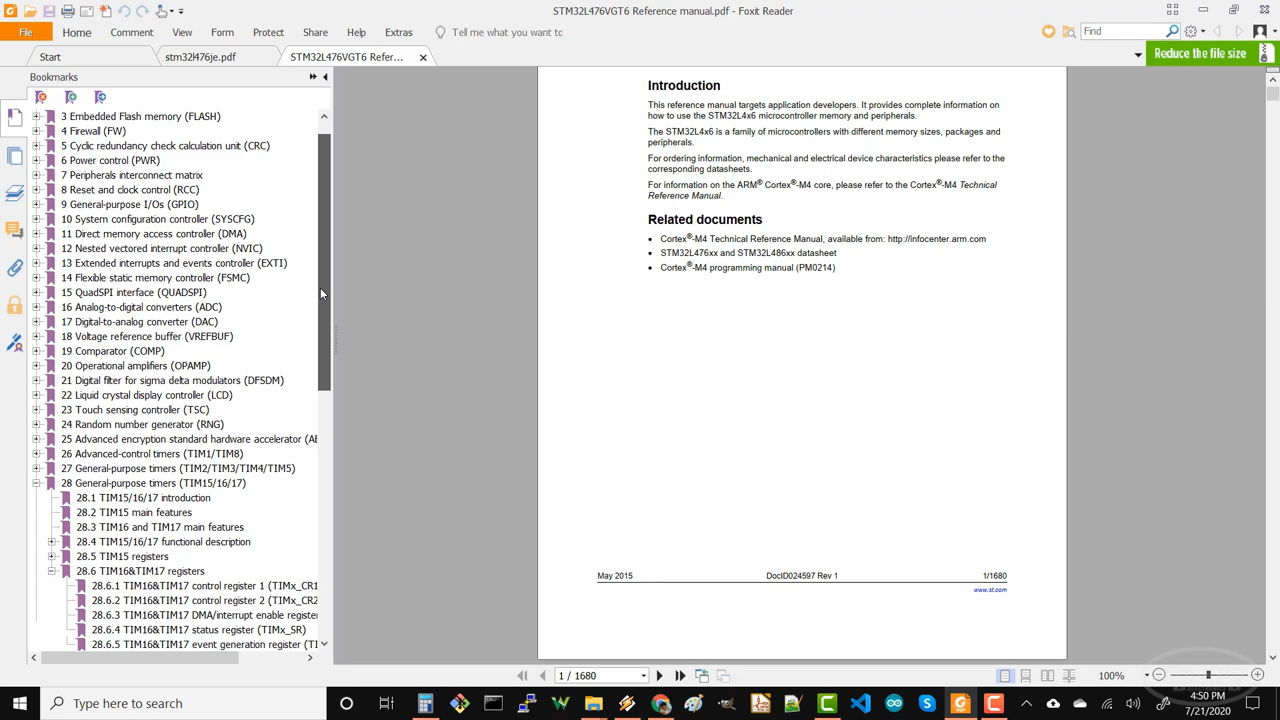 STM32L476VGT6 Reference manual.pdf - Foxit Reader
File Home Comment View Form Protect Share Help Extras Tell me what you want to Find
Start stm32l476je.pdf STM32L476VGT6 Refer... Reduce the file size
Bookmarks
3 Embedded Flash memory (FLASH)
4 Firewall (FW)
5 Cyclic redundancy check calculation unit (CRC)
6 Power control (PWR)
7 Peripherals interconnect matrix
8 Reset and clock control (RCC)
9 General-purpose I/Os (GPIO)
10 System configuration controller (SYSCFG)
11 Direct memory access controller (DMA)
12 Nested vectored interrupt controller (NVIC)
13 Extended interrupts and events controller (EXTI)
14 Flexible static memory controller (FSMC)
15 QuadSPI interface (QUADSPI)
16 Analog-to-digital converters (ADC)
17 Digital-to-analog converter (DAC)
18 Voltage reference buffer (VREFBUF)
19 Comparator (COMP)
20 Operational amplifiers (OPAMP)
21 Digital filter for sigma delta modulators (DFSDM)
22 Liquid crystal display controller (LCD)
23 Touch sensing controller (TSC)
24 Random number generator (RNG)
25 Advanced encryption standard hardware accelerator (AE
26 Advanced-control timers (TIM1/TIM8)
27 General-purpose timers (TIM2/TIM3/TIM4/TIM5)
28 General-purpose timers (TIM15/16/17)
28.1 TIM15/16/17 introduction
28.2 TIM15 main features
28.3 TIM16 and TIM17 main features
28.4 TIM15/16/17 functional description
28.5 TIM15 registers
28.6 TIM16&TIM17 registers
28.6.1 TIM16&TIM17 control register 1 (TIMx_CR1
28.6.2 TIM16&TIM17 control register 2 (TIMx_CR2
28.6.3 TIM16&TIM17 DMA/interrupt enable registe
28.6.4 TIM16&TIM17 status register (TIMx_SR)
28.6.5 TIM16&TIM17 event generation register (TI
Introduction
This reference manual targets application developers. It provides complete information on
how to use the STM32L4x6 microcontroller memory and peripherals.
The STM32L4x6 is a family of microcontrollers with different memory sizes, packages and
peripherals.
For ordering information, mechanical and electrical device characteristics please refer to the
corresponding datasheets.
For information on the ARM® Cortex®-M4 core, please refer to the Cortex®-M4 Technical
Reference Manual.
Related documents
• Cortex®-M4 Technical Reference Manual, available from: http://infocenter.arm.com
• STM32L476xx and STM32L486xx datasheet
• Cortex®-M4 programming manual (PM0214)
May 2015 DocID024597 Rev 1 1/1680
www.st.com
1 / 1680 100%
Type here to search
4:50 PM
7/21/2020